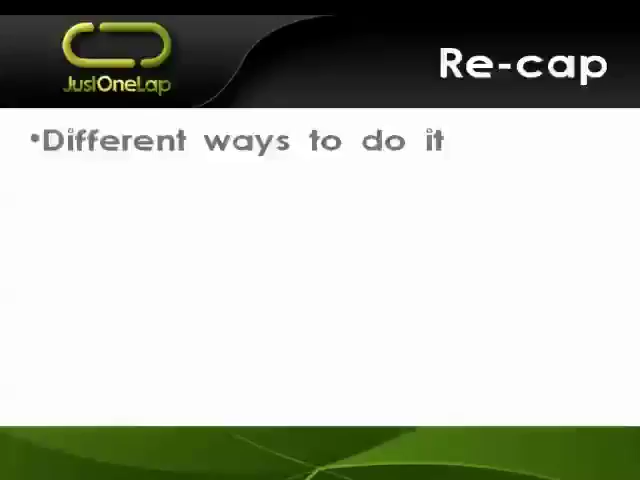 JustOneLap
Re-cap
•Different ways to do it